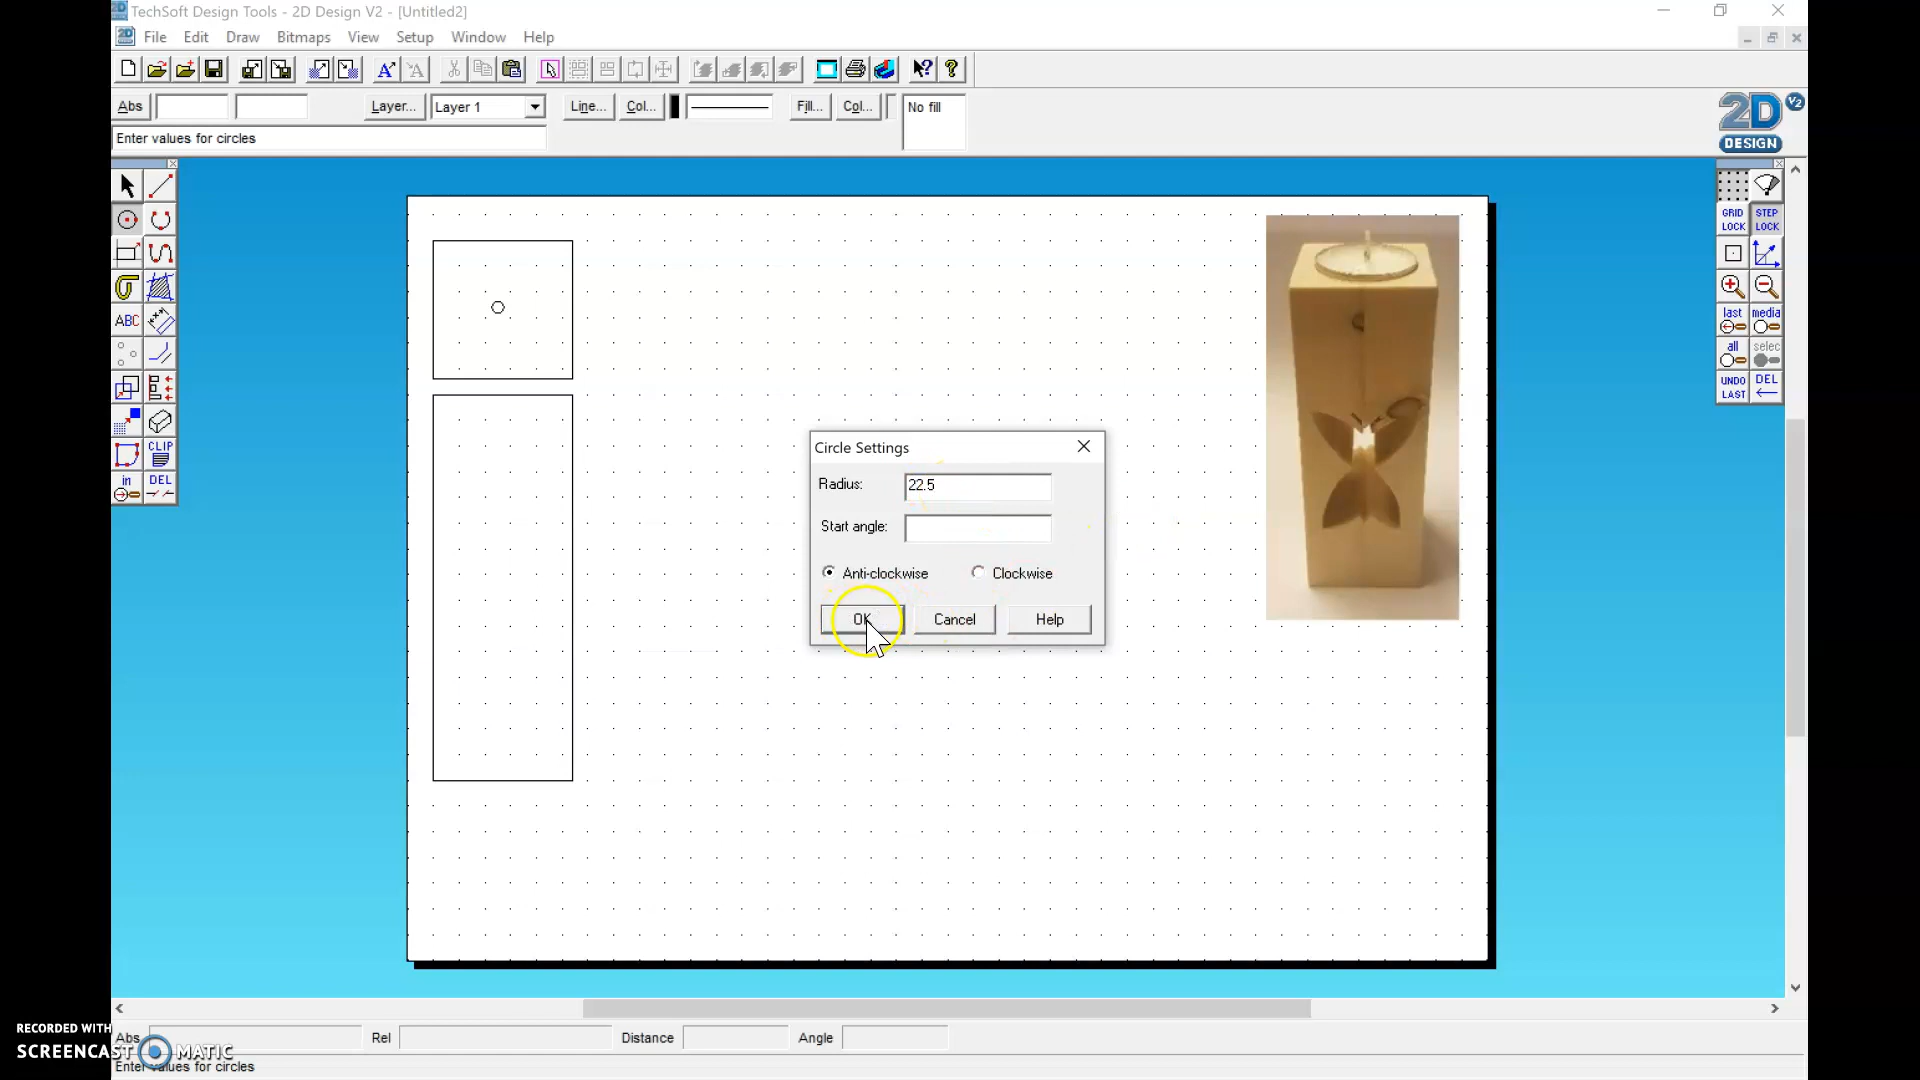 TechSoft Design Tools - 2D Design V2 - [Untitled2]
File Edit Draw Bitmaps View Setup Window Help
Abs Layer... Layer 1 Line... Col... Fill... Col... No fill
2D V2
DESIGN
Enter values for circles
ABC
CLIP
in DEL
GRID LOCK STEP LOCK
last media
all selec
UNDO LAST DEL
Circle Settings
Radius: 22.5
Start angle:
Anti-clockwise Clockwise
OK Cancel Help
Abs Rel Distance Angle
Enter values for circles
RECORDED WITH
SCREENCAST MATIC